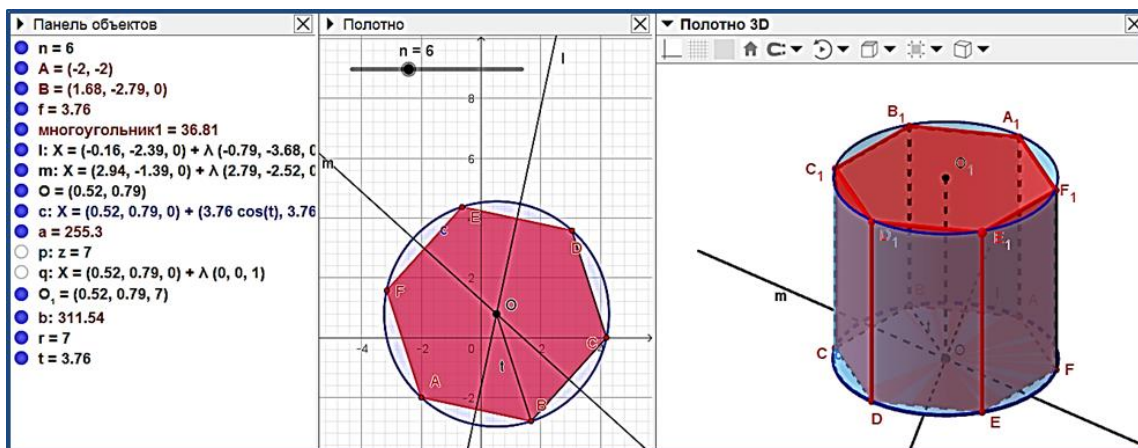 Панель объектов
n = 6
A = (-2, -2)
B = (1.68, -2.79, 0)
f = 3.76
многоугольник1 = 36.81
l: X = (-0.16, -2.39, 0) + λ (-0.79, -3.68, 0
m: X = (2.94, -1.39, 0) + λ (2.79, -2.52, 0
O = (0.52, 0.79)
c: X = (0.52, 0.79, 0) + (3.76 cos(t), 3.76
a = 255.3
p: z = 7
q: X = (0.52, 0.79, 0) + λ (0, 0, 1)
O₁ = (0.52, 0.79, 7)
b: 311.54
r = 7
t = 3.76
Полотно
n = 6
l
8
6
m
4
E
c
D
2
F
O
C
-4
-2
0
2
t
A
-2
B
Полотно 3D
B₁
A₁
O₁
C₁
F₁
D₁
E₁
m
B
l
A
C
O
F
D
E